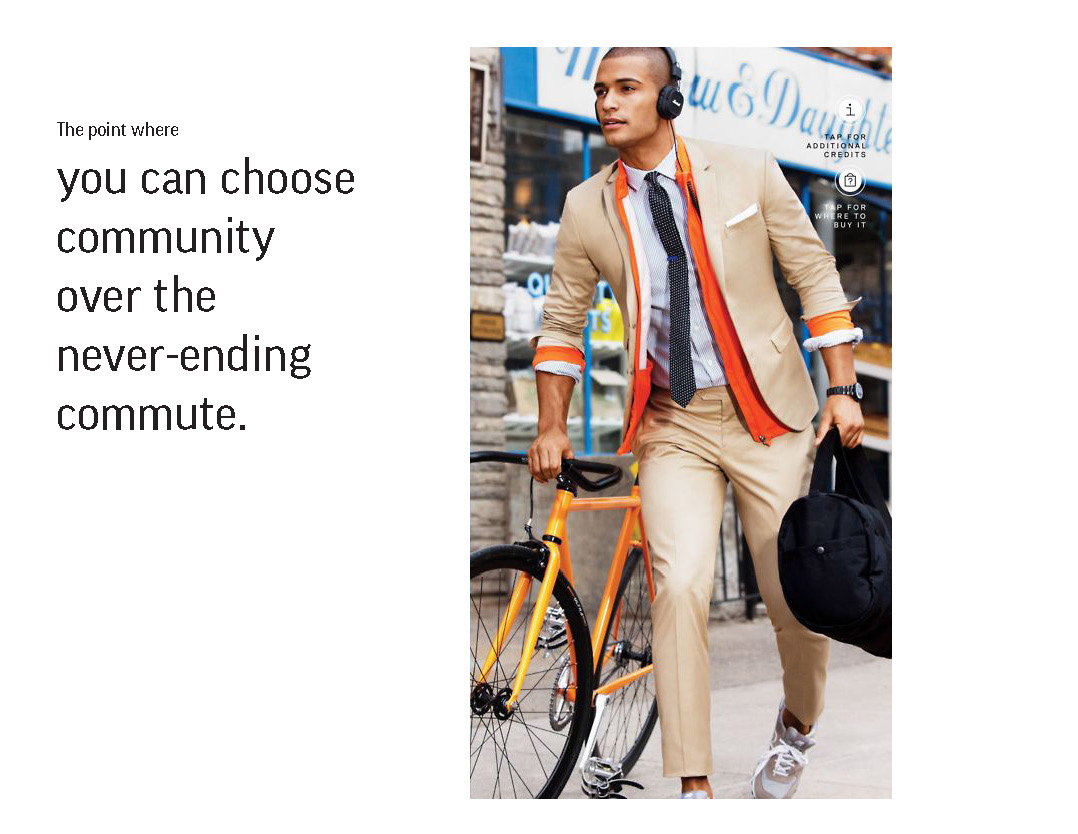 The point where
you can choose
community
over the
never-ending
commute.
& Daughte
i
TAP FOR
ADDITIONAL
CREDITS
?
TAP FOR
WHERE TO
BUY IT